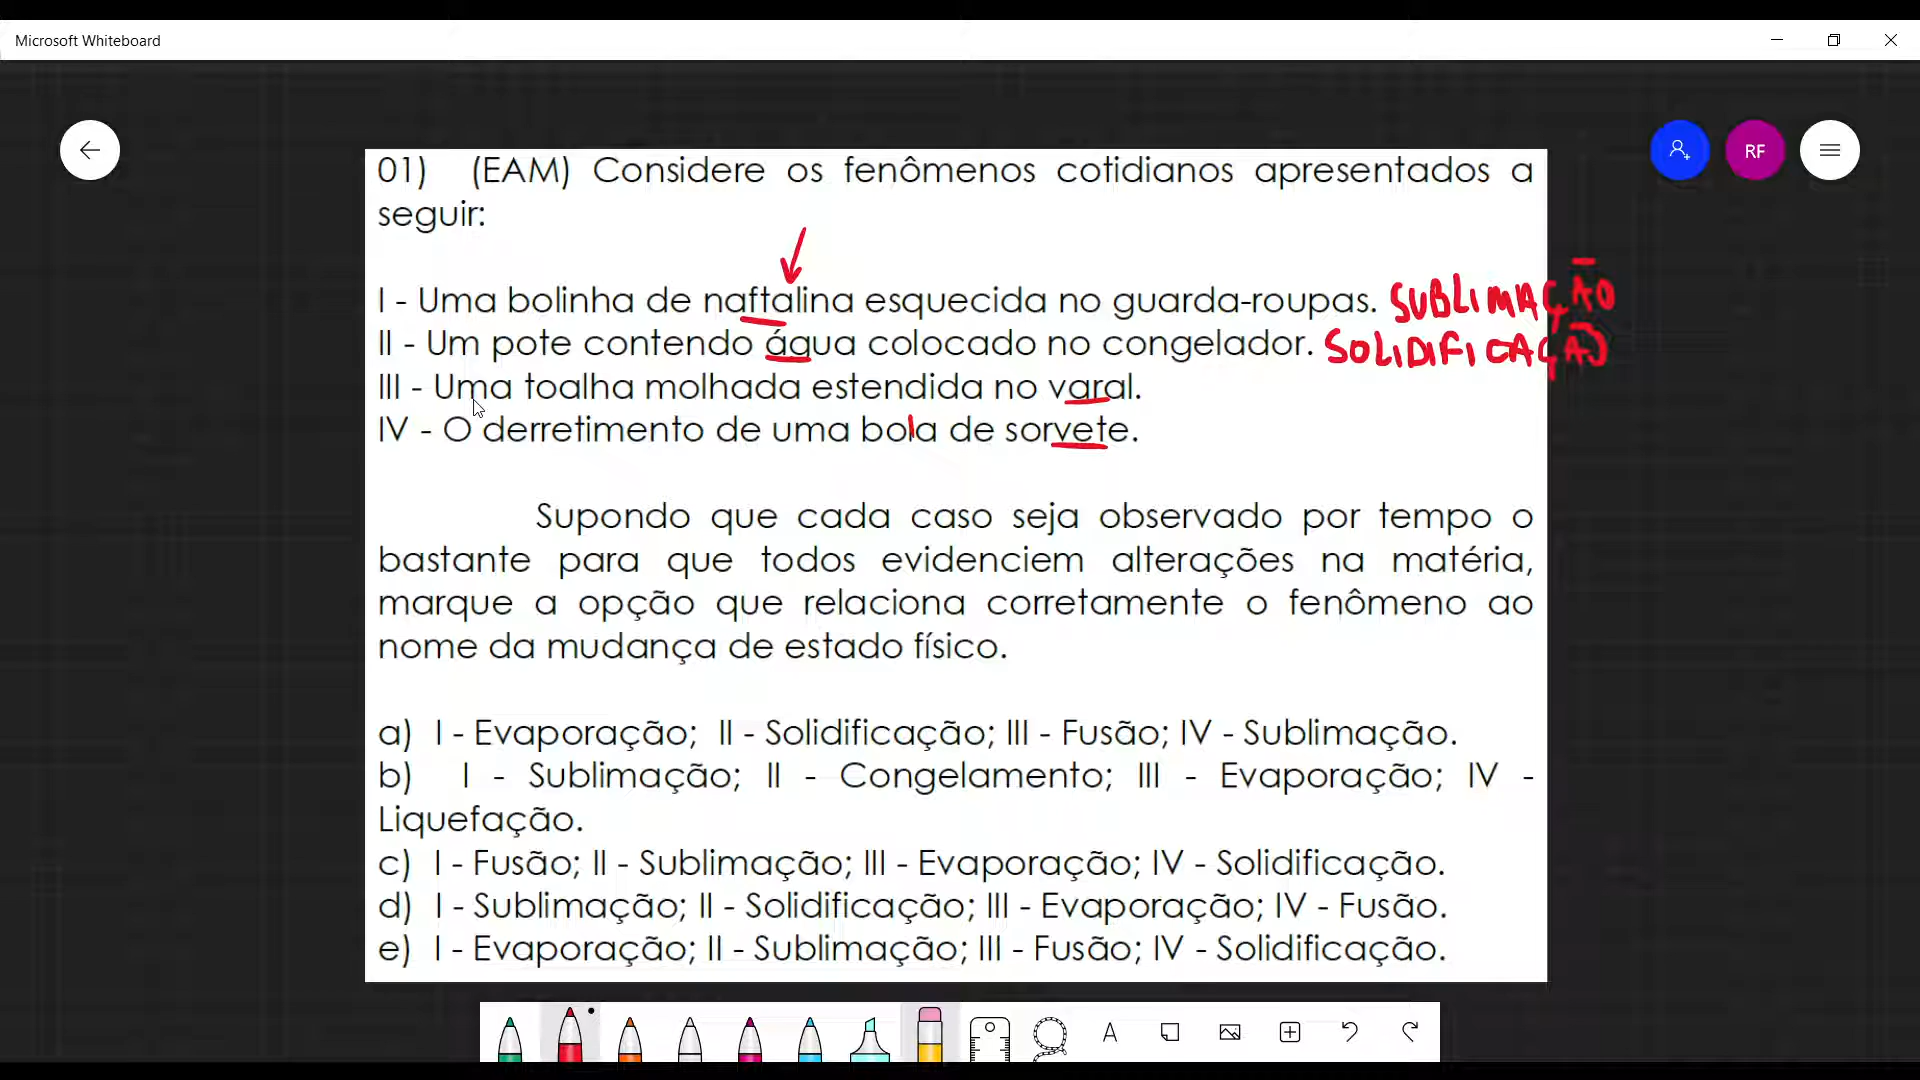 Microsoft Whiteboard
RF
01) (EAM) Considere os fenômenos cotidianos apresentados a
seguir:
I - Uma bolinha de naftalina esquecida no guarda-roupas. SUBLIMAÇÃO
II - Um pote contendo água colocado no congelador. SOLIDIFICAÇÃO
III - Uma toalha molhada estendida no varal.
IV - O derretimento de uma bola de sorvete.
Supondo que cada caso seja observado por tempo o
bastante para que todos evidenciem alterações na matéria,
marque a opção que relaciona corretamente o fenômeno ao
nome da mudança de estado físico.
a) I - Evaporação; II - Solidificação; III - Fusão; IV - Sublimação.
b) I - Sublimação; II - Congelamento; III - Evaporação; IV -
Liquefação.
c) I - Fusão; II - Sublimação; III - Evaporação; IV - Solidificação.
d) I - Sublimação; II - Solidificação; III - Evaporação; IV - Fusão.
e) I - Evaporação; II - Sublimação; III - Fusão; IV - Solidificação.
A